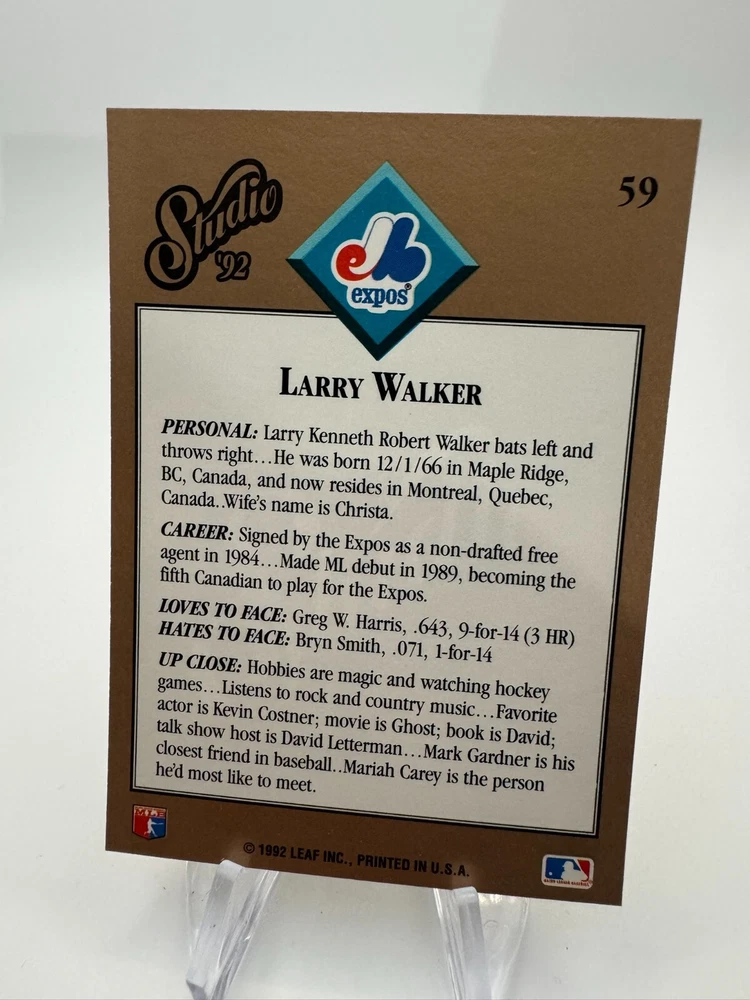 Studio
'92
59
expos®
LARRY WALKER
PERSONAL: Larry Kenneth Robert Walker bats left and
throws right...He was born 12/1/66 in Maple Ridge,
BC, Canada, and now resides in Montreal, Quebec,
Canada..Wife's name is Christa.
CAREER: Signed by the Expos as a non-drafted free
agent in 1984...Made ML debut in 1989, becoming the
fifth Canadian to play for the Expos.
LOVES TO FACE: Greg W. Harris, .643, 9-for-14 (3 HR)
HATES TO FACE: Bryn Smith, .071, 1-for-14
UP CLOSE: Hobbies are magic and watching hockey
games...Listens to rock and country music...Favorite
actor is Kevin Costner; movie is Ghost; book is David;
talk show host is David Letterman...Mark Gardner is his
closest friend in baseball..Mariah Carey is the person
he'd most like to meet.
© 1992 LEAF INC., PRINTED IN U.S.A.
MAJOR LEAGUE BASEBALL